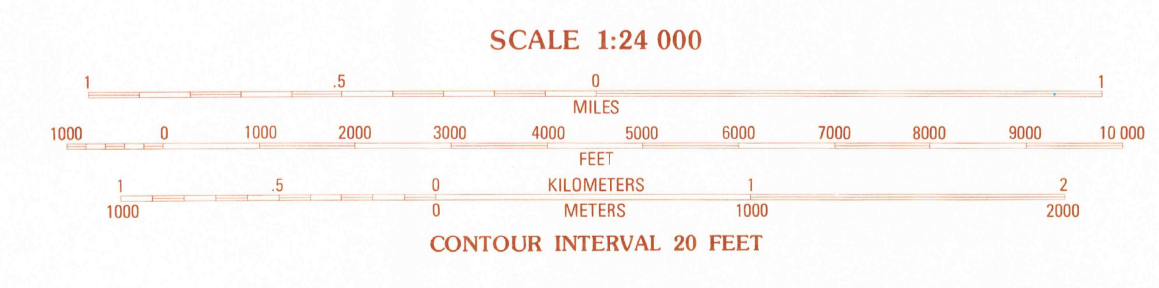 SCALE 1:24 000
1 .5 0 1
MILES
1000 0 1000 2000 3000 4000 5000 6000 7000 8000 9000 10 000
FEET
1 .5 0 KILOMETERS 1 2
1000 0 METERS 1000 2000
CONTOUR INTERVAL 20 FEET